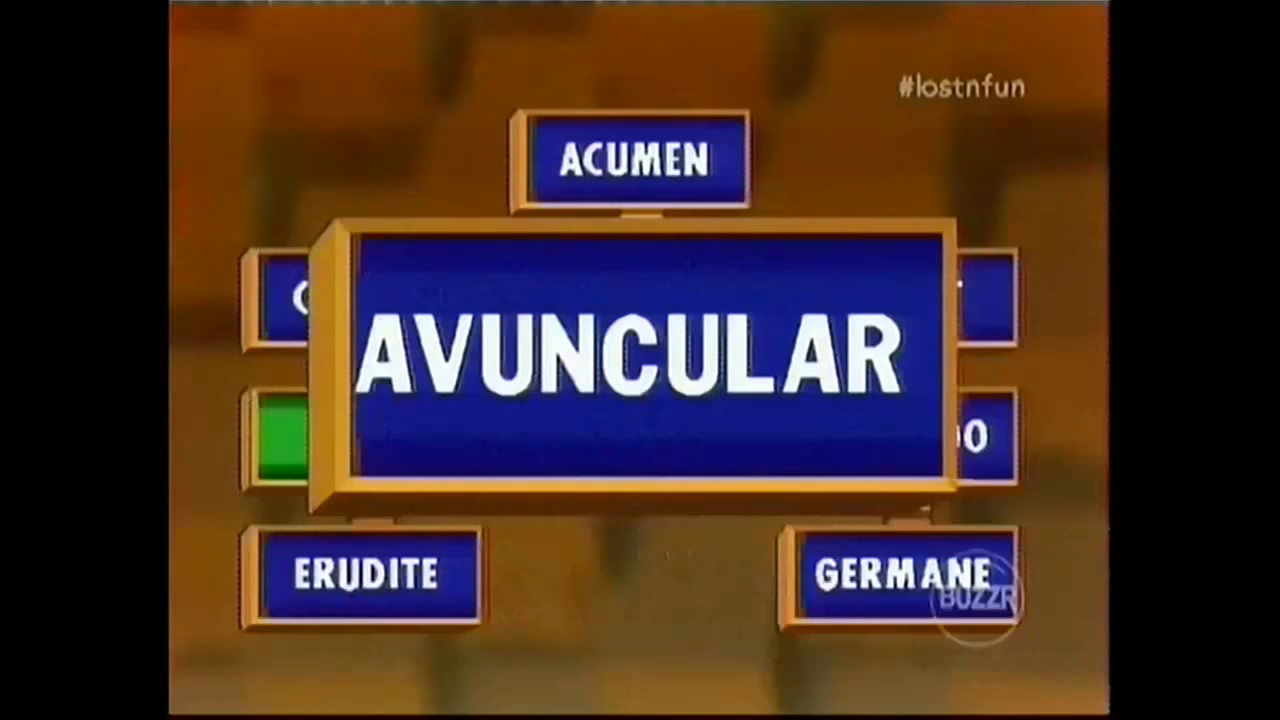 #lostnfun
ACUMEN
AVUNCULAR
ERUDITE
GERMANE
BUZZR